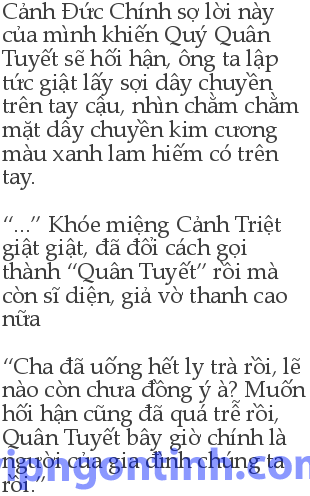 Cảnh Đức Chính sợ lời này
của mình khiến Quý Quân
Tuyết sẽ hối hận, ông ta lập
tức giật lấy sợi dây chuyền
trên tay cậu, nhìn chằm chằm
mặt dây chuyền kim cương
màu xanh lam hiếm có trên
tay.
“...” Khóe miệng Cảnh Triệt
giật giật, đã đổi cách gọi
thành “Quân Tuyết” rồi mà
còn sĩ diện, giả vờ thanh cao
nữa
“Cha đã uống hết ly trà rồi, lẽ
nào còn chưa đồng ý à? Muốn
hối hận cũng đã quá trễ rồi,
Quân Tuyết bây giờ chính là
người của gia đình chúng ta
rồi.”